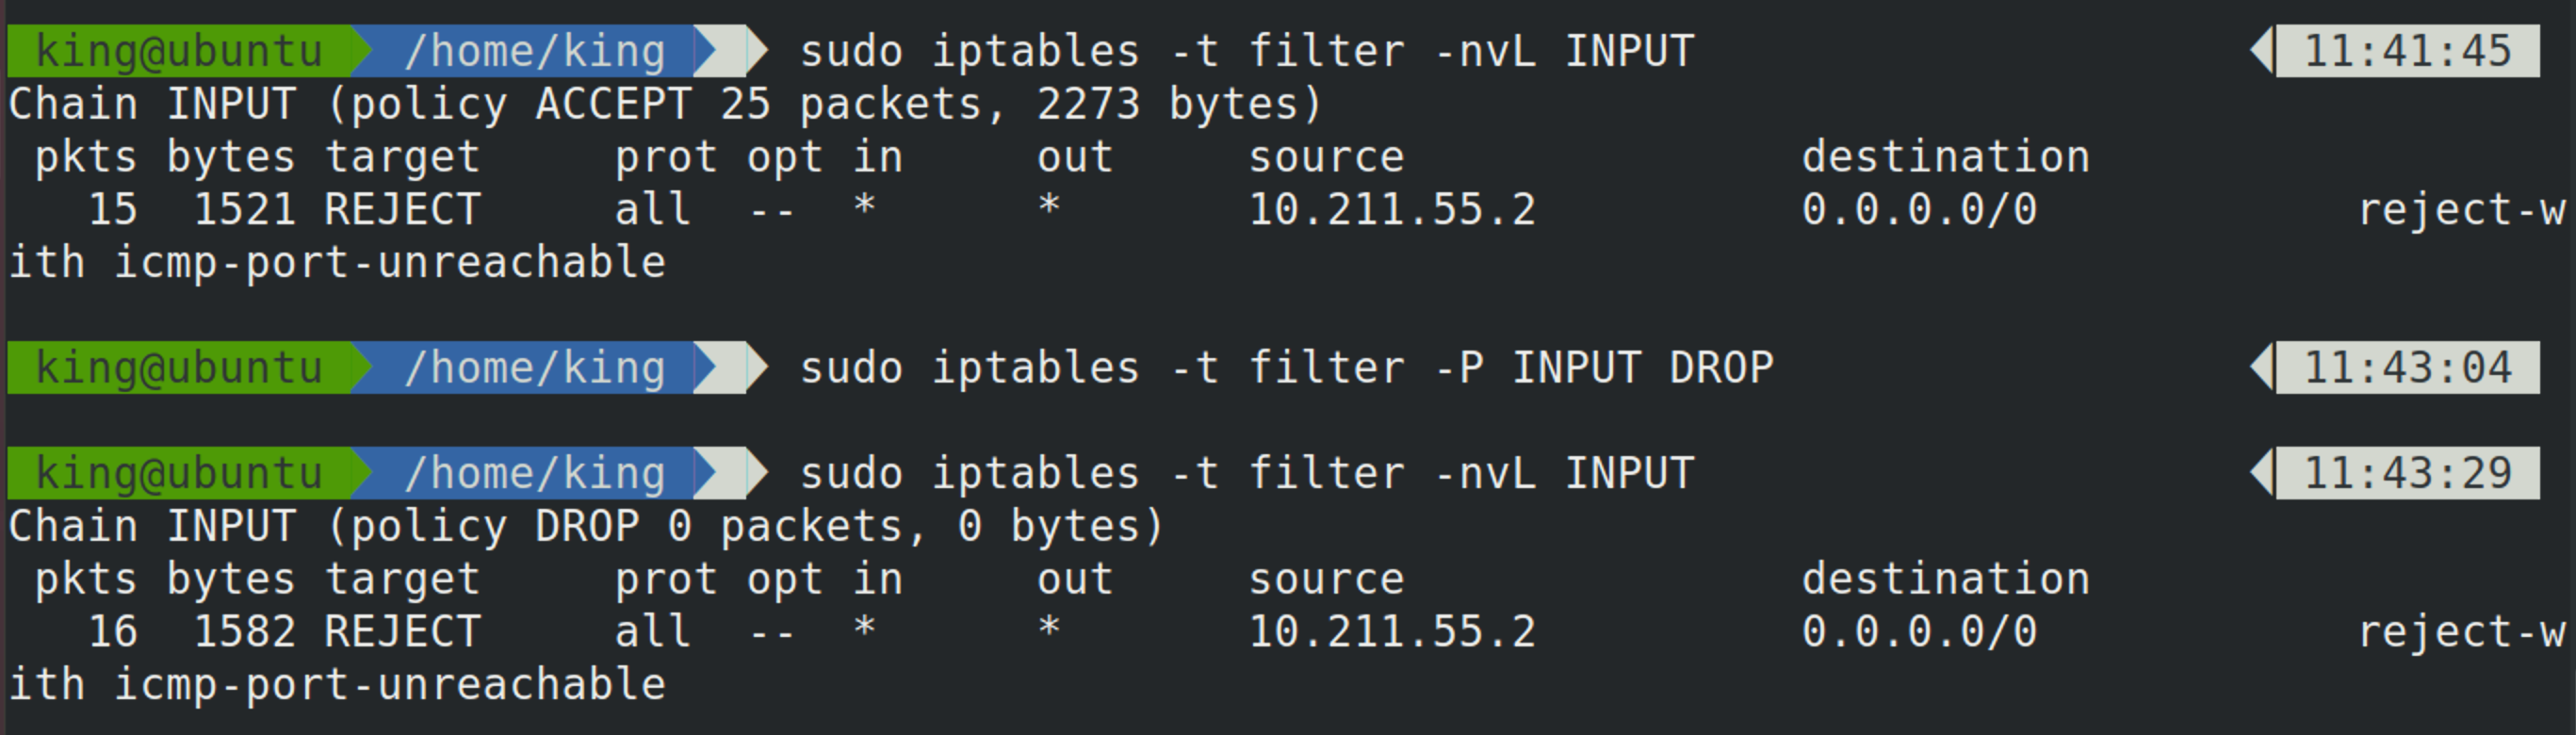 king@ubuntu /home/king sudo iptables -t filter -nvL INPUT 11:41:45
Chain INPUT (policy ACCEPT 25 packets, 2273 bytes)
 pkts bytes target     prot opt in     out     source               destination
   15  1521 REJECT     all  --  *      *       10.211.55.2          0.0.0.0/0            reject-w
ith icmp-port-unreachable
king@ubuntu /home/king sudo iptables -t filter -P INPUT DROP 11:43:04
king@ubuntu /home/king sudo iptables -t filter -nvL INPUT 11:43:29
Chain INPUT (policy DROP 0 packets, 0 bytes)
 pkts bytes target     prot opt in     out     source               destination
   16  1582 REJECT     all  --  *      *       10.211.55.2          0.0.0.0/0            reject-w
ith icmp-port-unreachable